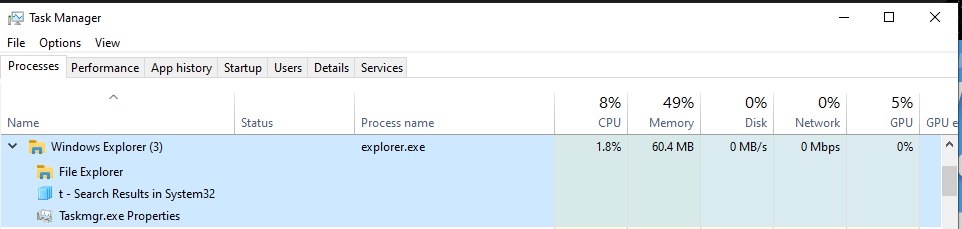 Task Manager
File Options View
Processes Performance App history Startup Users Details Services
8% 49% 0% 0% 5%
Name Status Process name CPU Memory Disk Network GPU GPU e
Windows Explorer (3) explorer.exe 1.8% 60.4 MB 0 MB/s 0 Mbps 0%
File Explorer
t - Search Results in System32
Taskmgr.exe Properties